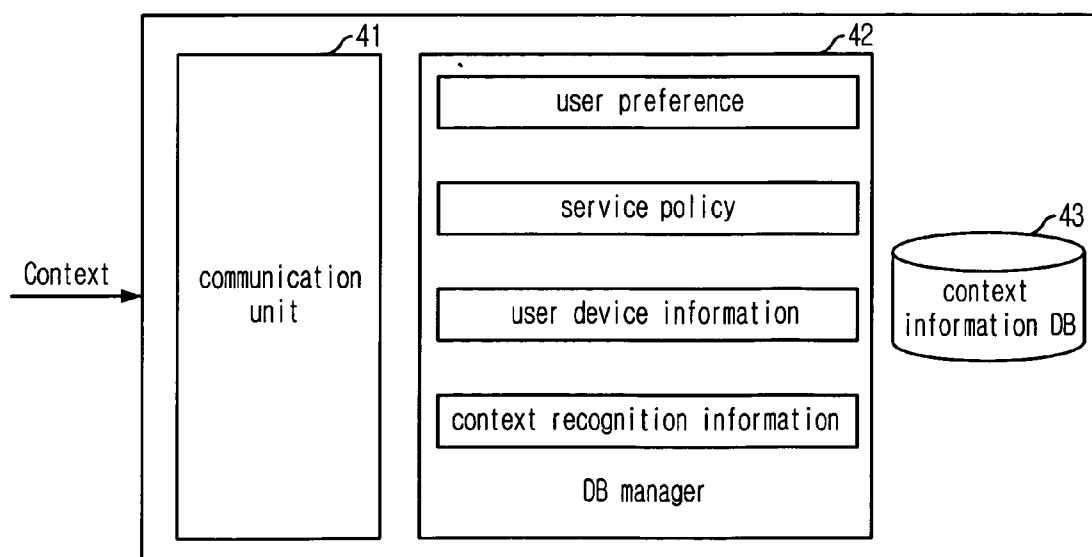 41
42
user preference
service policy
43
Context
communication
unit
user device information
context
information DB
context recognition information
DB manager